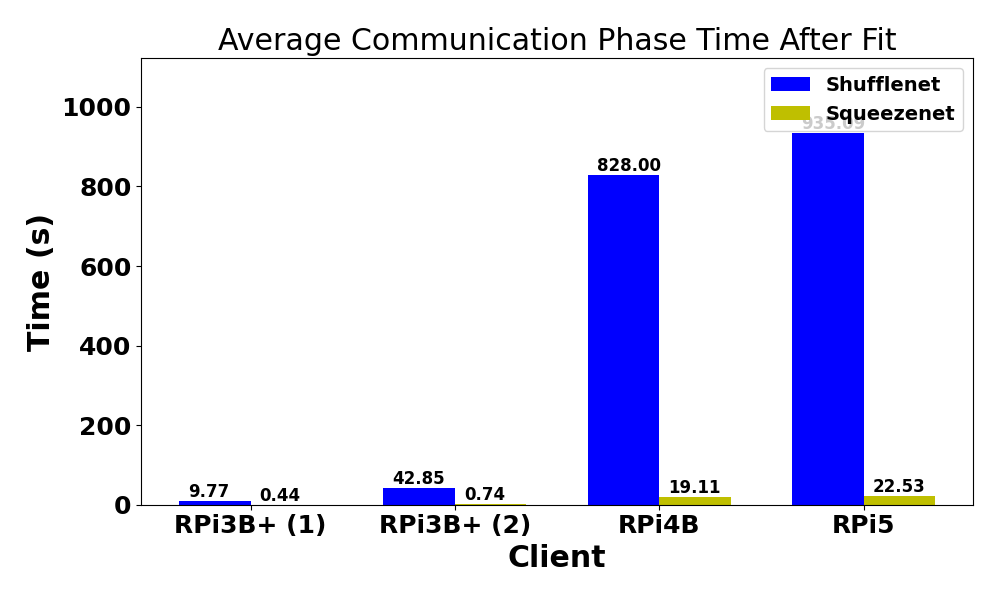 Average Communication Phase Time After Fit
Shufflenet
Squeezenet
Time (s)
1000
800
600
400
200
0
9.77
0.44
42.85
0.74
828.00
19.11
22.53
RPi3B+ (1)
RPi3B+ (2)
RPi4B
RPi5
Client